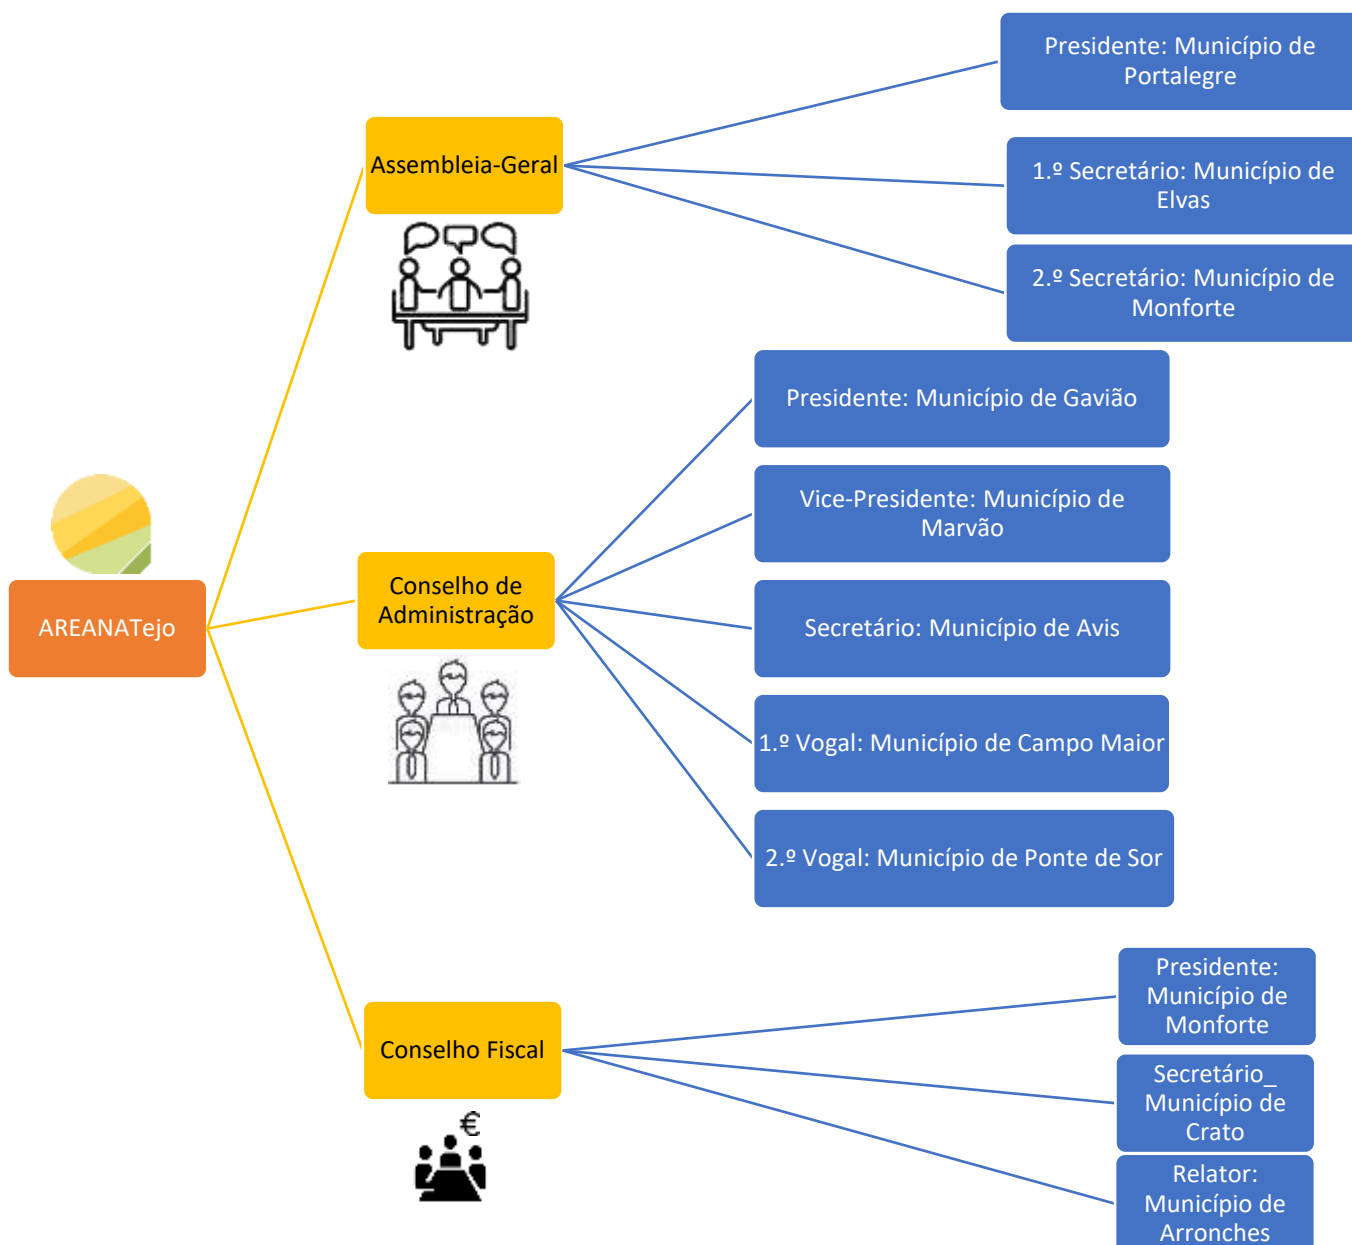 AREANATejo
Assembleia-Geral
Presidente: Município de
Portalegre
1.º Secretário: Município de
Elvas
2.º Secretário: Município de
Monforte
Conselho de
Administração
Presidente: Município de Gavião
Vice-Presidente: Município de
Marvão
Secretário: Município de Avis
1.º Vogal: Município de Campo Maior
2.º Vogal: Município de Ponte de Sor
Conselho Fiscal
€
Presidente:
Município de
Monforte
Secretário_
Município de
Crato
Relator:
Município de
Arronches